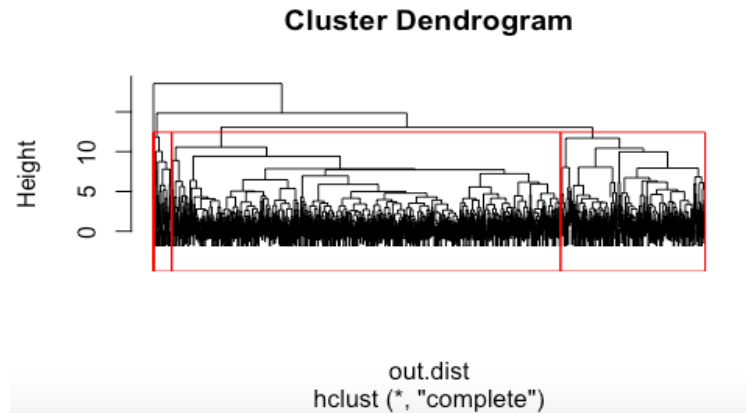 Cluster Dendrogram
Height
10
5
0
out.dist
hclust (*, "complete")